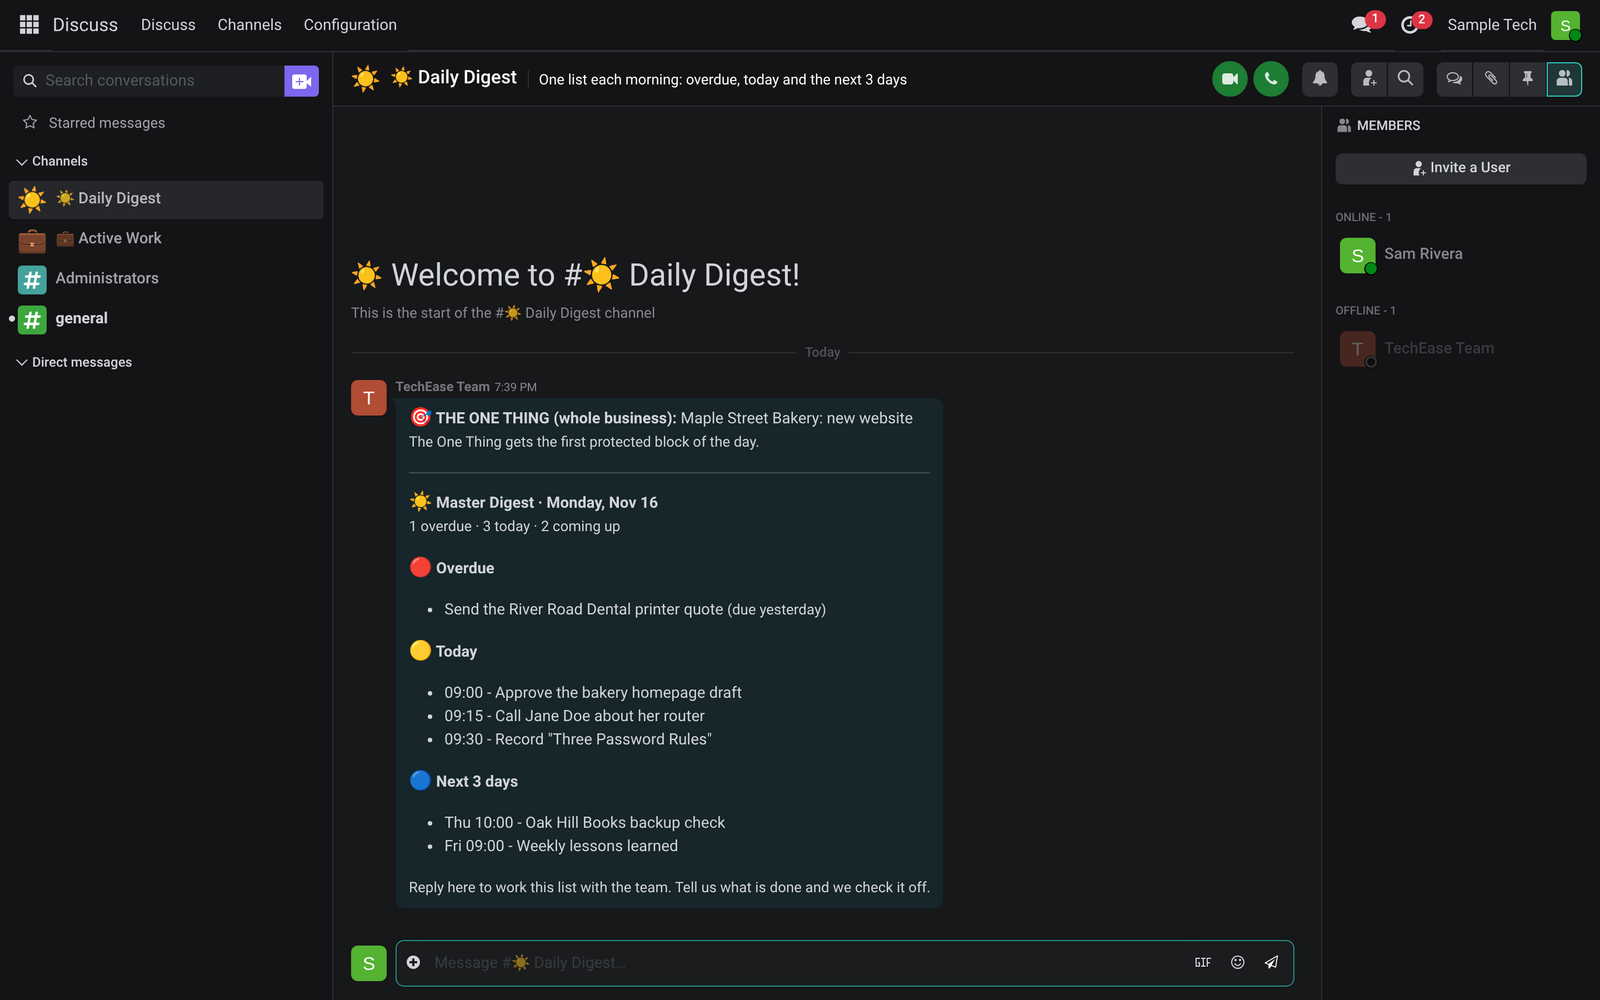 Discuss Discuss Channels Configuration 1 2 Sample Tech S
Search conversations
Starred messages
Channels
☀️ Daily Digest
💼 Active Work
# Administrators
# general
Direct messages
☀️ Daily Digest One list each morning: overdue, today and the next 3 days
☀️ Welcome to #☀️ Daily Digest!
This is the start of the #☀️ Daily Digest channel
Today
T TechEase Team 7:39 PM
🎯 THE ONE THING (whole business): Maple Street Bakery: new website
The One Thing gets the first protected block of the day.
☀️ Master Digest · Monday, Nov 16
1 overdue · 3 today · 2 coming up
🔴 Overdue
• Send the River Road Dental printer quote (due yesterday)
🟡 Today
• 09:00 - Approve the bakery homepage draft
• 09:15 - Call Jane Doe about her router
• 09:30 - Record "Three Password Rules"
🔵 Next 3 days
• Thu 10:00 - Oak Hill Books backup check
• Fri 09:00 - Weekly lessons learned
Reply here to work this list with the team. Tell us what is done and we check it off.
S Message #☀️ Daily Digest... GIF
MEMBERS
Invite a User
ONLINE - 1
S Sam Rivera
OFFLINE - 1
T TechEase Team